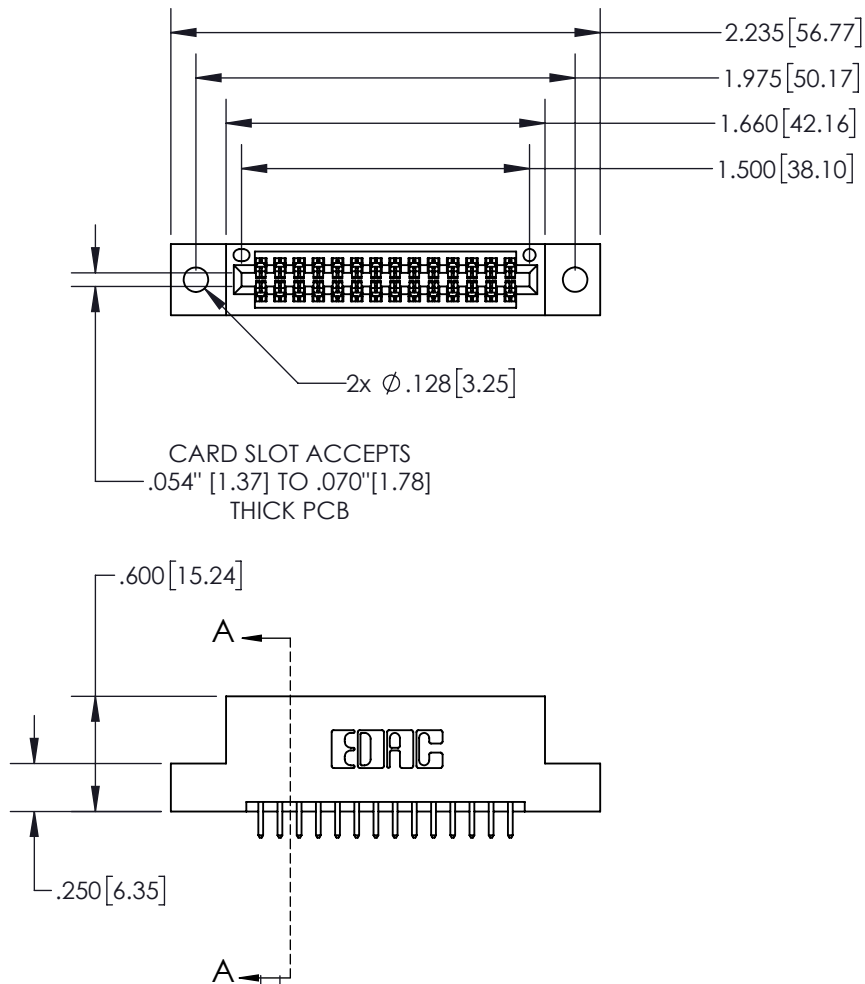 2.235[56.77]
1.975[50.17]
1.660[42.16]
1.500[38.10]
2x ∅.128[3.25]
CARD SLOT ACCEPTS
.054" [1.37] TO .070"[1.78]
THICK PCB
.600[15.24]
A
EDAC
.250[6.35]
A